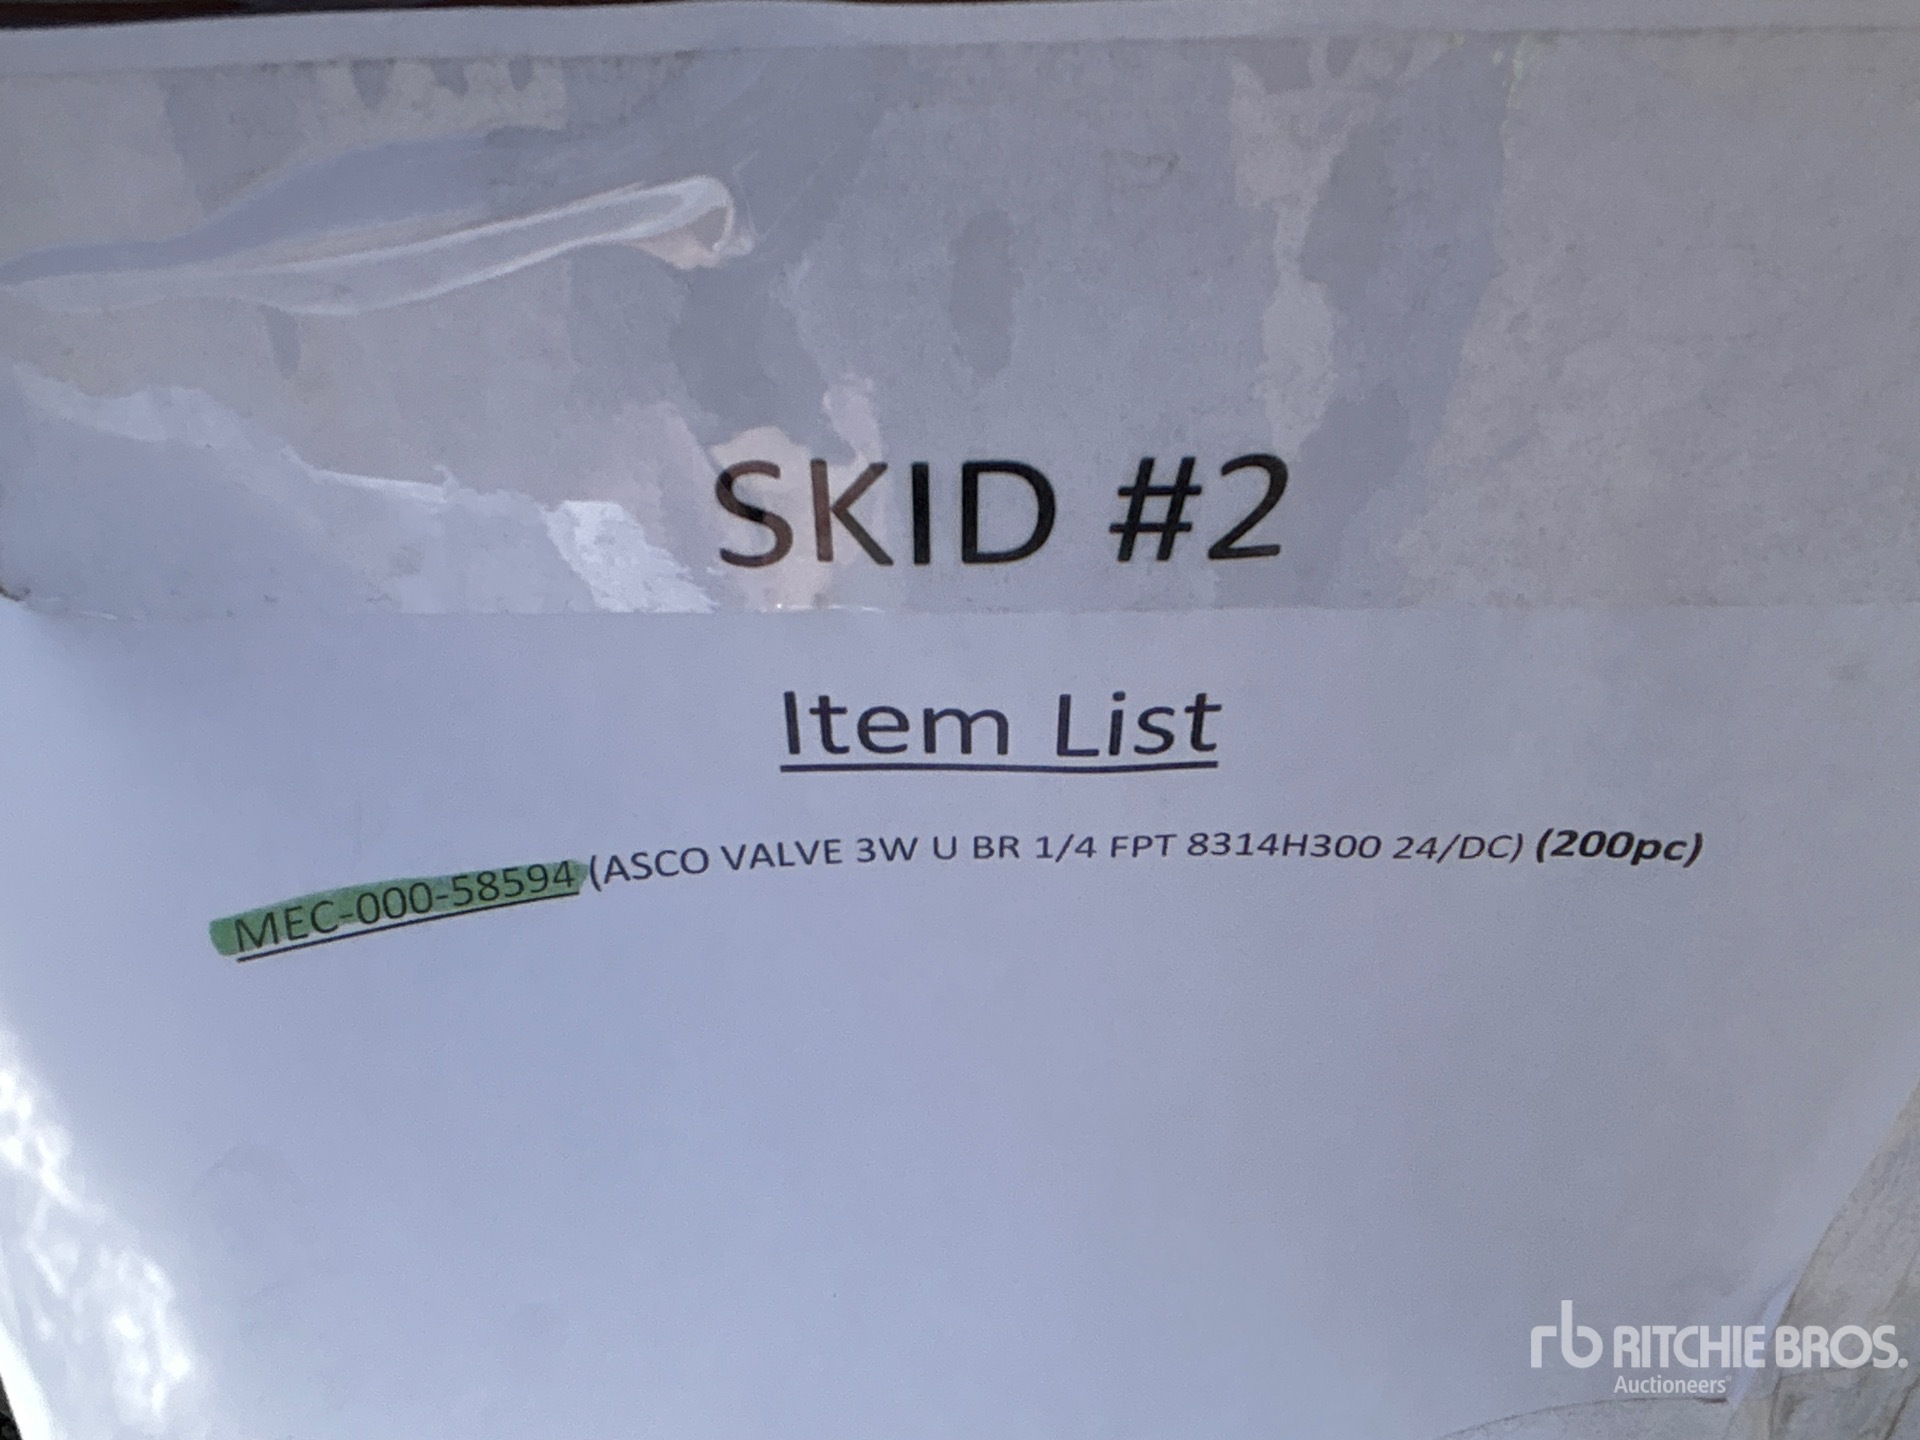 SKID #2
Item List
MEC-000-58594 (ASCO VALVE 3W U BR 1/4 FPT 8314H300 24/DC) (200pc)
rb RITCHIE BROS.
Auctioneers